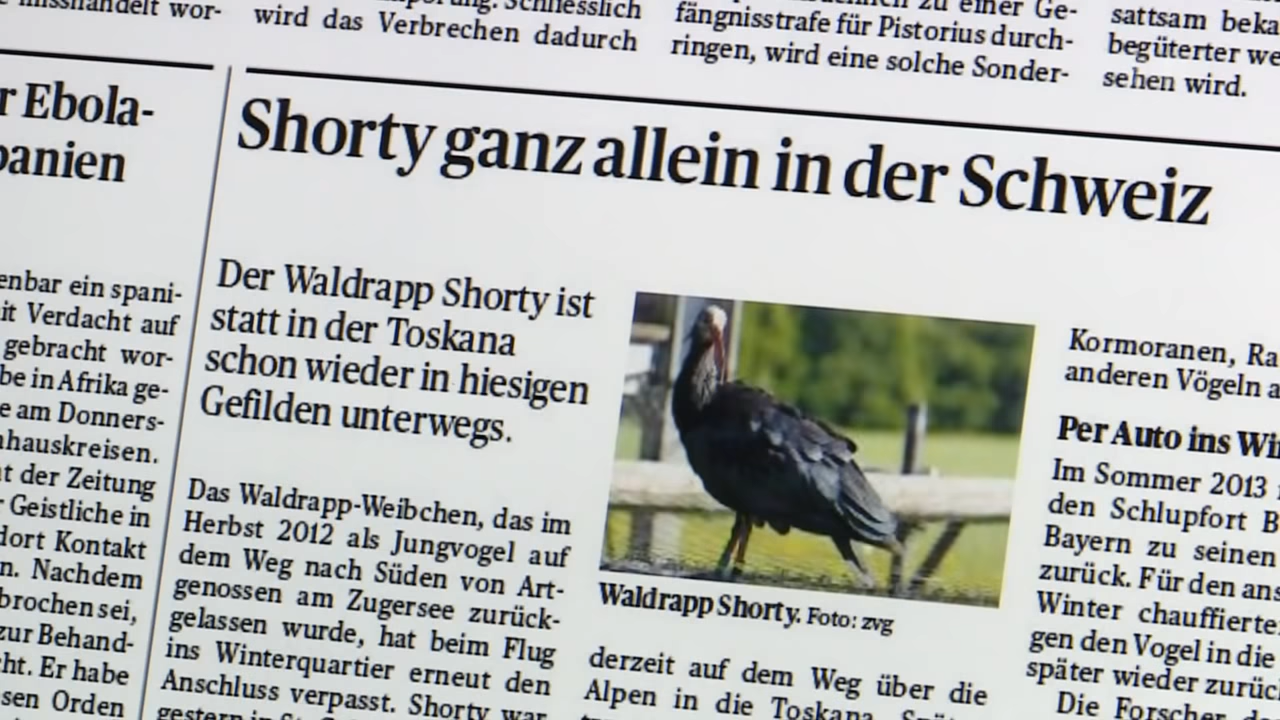 wird das Verbrechen dadurch
zu einer Ge-
fängnisstrafe für Pistorius durch-
ringen, wird eine solche Sonder-
sattsam
begüterter
sehen wird.
r Ebola-
panien
enbar ein spani-
it Verdacht auf
gebracht wor-
be in Afrika ge-
e am Donners-
nhauskreisen.
t der Zeitung
Geistliche in
dort Kontakt
n. Nachdem
brochen sei,
zur Behand-
ht. Er habe
sen Orden
Shorty ganz allein in der Schweiz
Der Waldrapp Shorty ist
statt in der Toskana
schon wieder in hiesigen
Gefilden unterwegs.
Das Waldrapp-Weibchen, das im
Herbst 2012 als Jungvogel auf
dem Weg nach Süden von Art-
genossen am Zugersee zurück-
gelassen wurde, hat beim Flug
ins Winterquartier erneut den
Anschluss verpasst. Shorty war
gestern in
Waldrapp Shorty. Foto: zvg
derzeit auf dem Weg über die
Alpen in die Toskana.
Kormoranen, Ra
anderen Vögeln a
Per Auto ins Wi
Im Sommer 2013
den Schlupfort B
Bayern zu seinen
zurück. Für den ans
Winter chauffierte
gen den Vogel in die
später wieder zurüc
Die Forscher